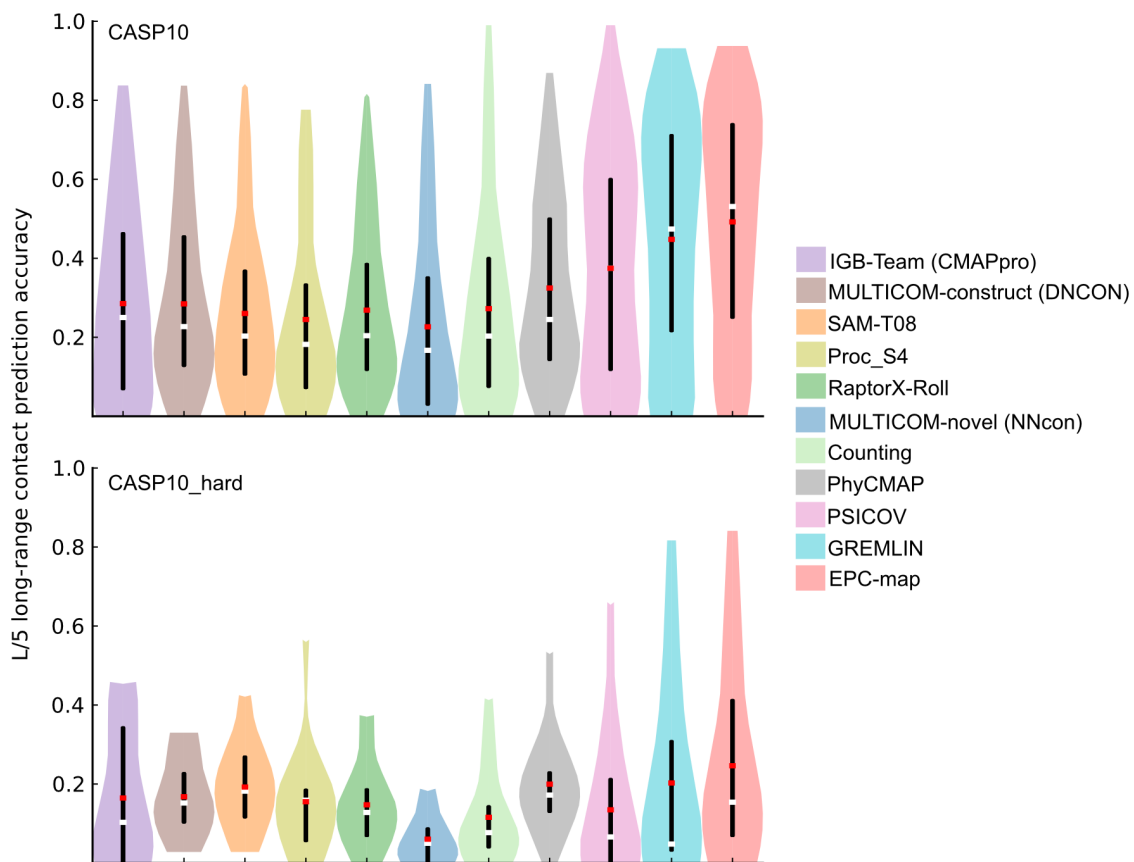 L/5 long-range contact prediction accuracy
CASP10
1.0
0.8
0.6
0.4
0.2
CASP10_hard
1.0
0.8
0.6
0.4
0.2
IGB-Team (CMAPpro)
MULTICOM-construct (DNCON)
SAM-T08
Proc_S4
RaptorX-Roll
MULTICOM-novel (NNcon)
Counting
PhyCMAP
PSICOV
GREMLIN
EPC-map